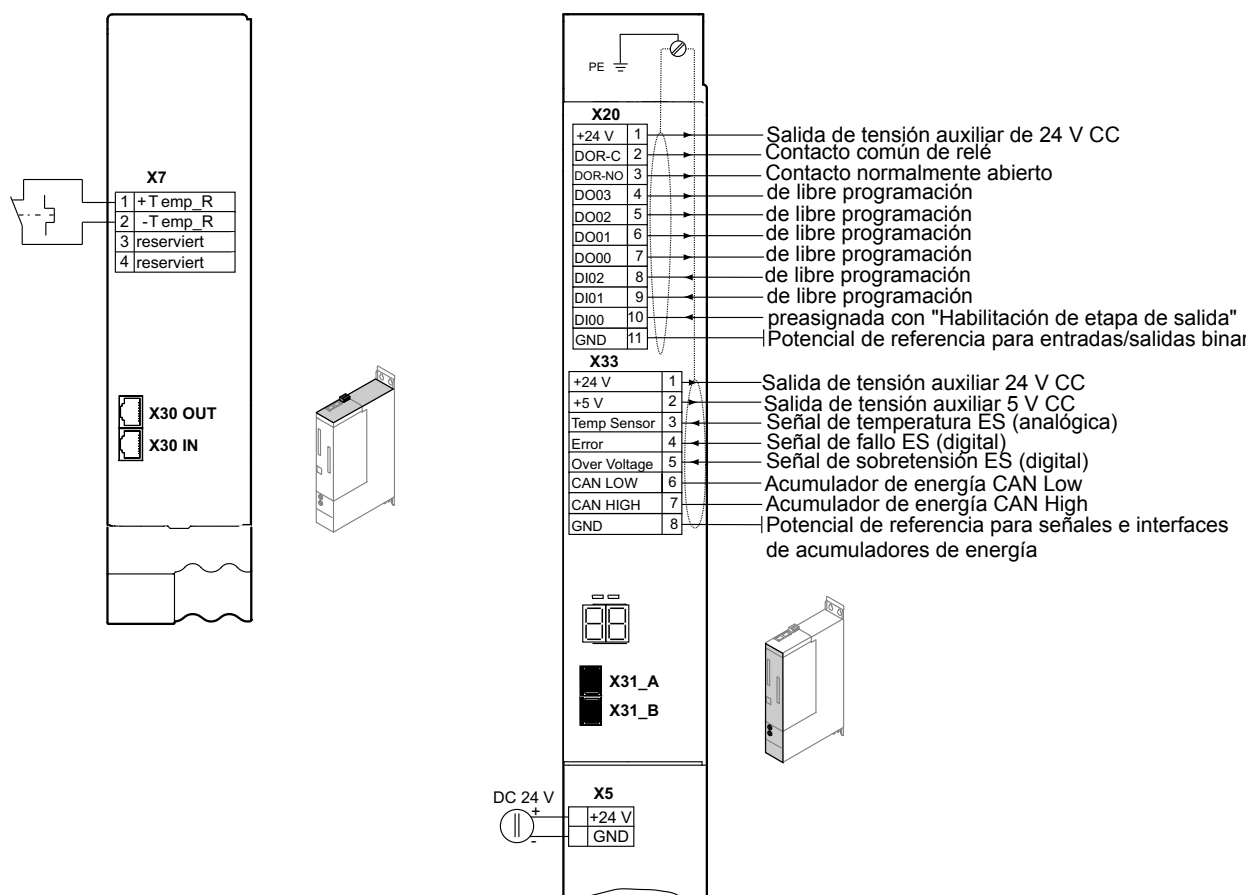 X7
1 +Temp_R
2 -Temp_R
3 reserviert
4 reserviert
X30 OUT
X30 IN
PE
X20
+24 V 1 Salida de tensión auxiliar de 24 V CC
DOR-C 2 Contacto común de relé
DOR-NO 3 Contacto normalmente abierto
DO03 4 de libre programación
DO02 5 de libre programación
DO01 6 de libre programación
DO00 7 de libre programación
DI02 8 de libre programación
DI01 9 de libre programación
DI00 10 preasignada con "Habilitación de etapa de salida"
GND 11 Potencial de referencia para entradas/salidas binar
X33
+24 V 1 Salida de tensión auxiliar 24 V CC
+5 V 2 Salida de tensión auxiliar 5 V CC
Temp Sensor 3 Señal de temperatura ES (analógica)
Error 4 Señal de fallo ES (digital)
Over Voltage 5 Señal de sobretensión ES (digital)
CAN LOW 6 Acumulador de energía CAN Low
CAN HIGH 7 Acumulador de energía CAN High
GND 8 Potencial de referencia para señales e interfaces
de acumuladores de energía
X31_A
X31_B
DC 24 V
X5
+ +24 V
- GND